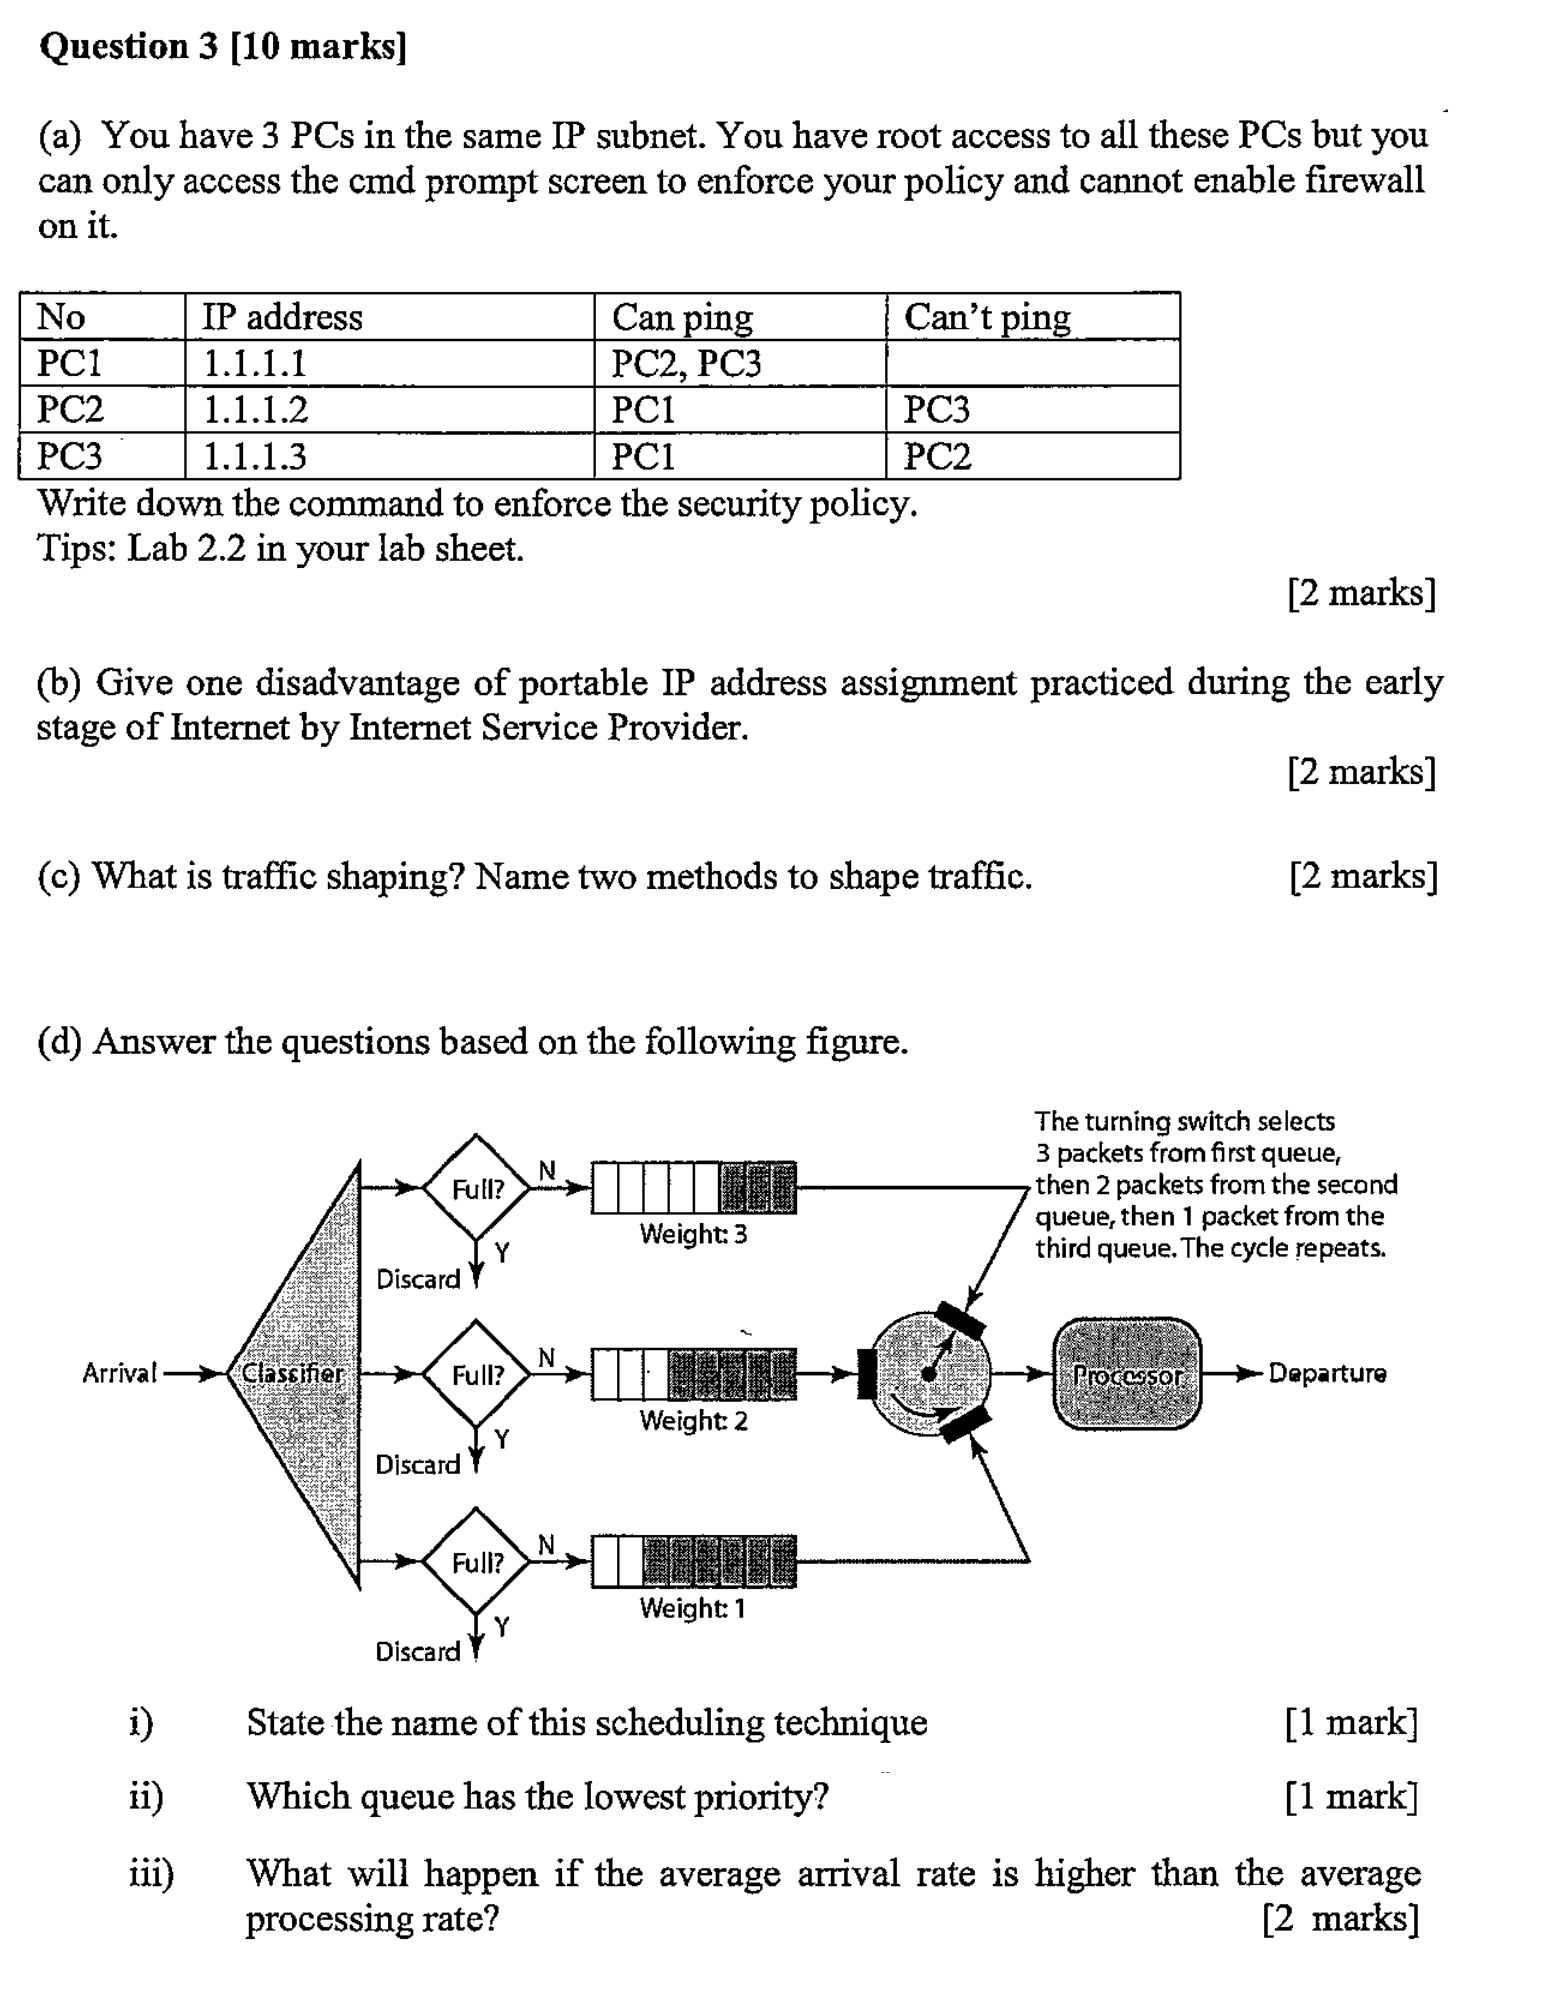 Question 3 [10 marks]
(a) You have 3 PCs in the same IP subnet. You have root access to all these PCs but you
can only access the cmd prompt screen to enforce your policy and cannot enable firewall
on it.
No IP address Can ping Can't ping
PC1 1.1.1.1 PC2, PC3
PC2 1.1.1.2 PC1 PC3
PC3 1.1.1.3 PC1 PC2
Write down the command to enforce the security policy.
Tips: Lab 2.2 in your lab sheet.
[2 marks]
(b) Give one disadvantage of portable IP address assignment practiced during the early
stage of Internet by Internet Service Provider.
[2 marks]
(c) What is traffic shaping? Name two methods to shape traffic. [2 marks]
(d) Answer the questions based on the following figure.
The turning switch selects
3 packets from first queue,
then 2 packets from the second
queue, then 1 packet from the
third queue. The cycle repeats.
Full? N
Weight: 3
Y
Discard
Arrival Classifier Full? N Processor Departure
Weight: 2
Y
Discard
Full? N
Weight: 1
Y
Discard
i) State the name of this scheduling technique [1 mark]
ii) Which queue has the lowest priority? [1 mark]
iii) What will happen if the average arrival rate is higher than the average
processing rate? [2 marks]